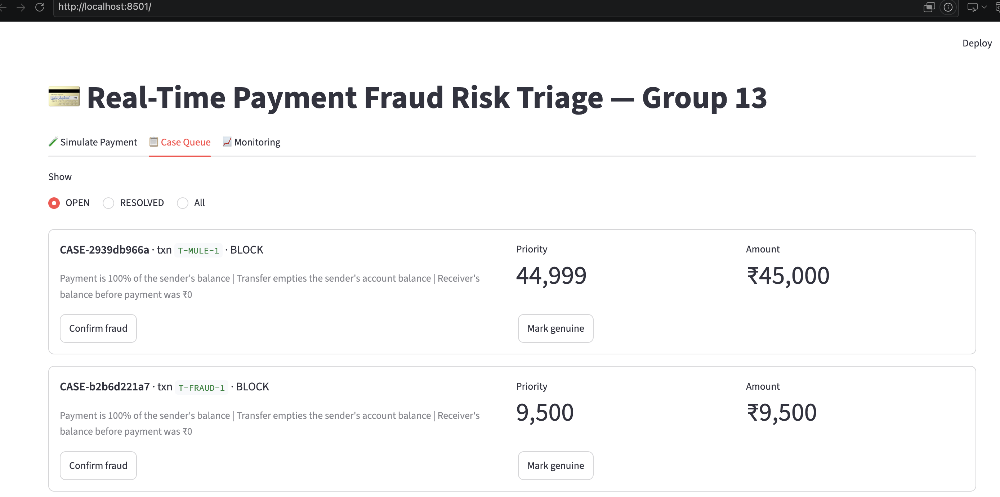 http://localhost:8501/
Deploy
Real-Time Payment Fraud Risk Triage — Group 13
Simulate Payment Case Queue Monitoring
Show
OPEN RESOLVED All
CASE-2939db966a · txn T-MULE-1 · BLOCK
Priority
Amount
44,999
₹45,000
Payment is 100% of the sender's balance | Transfer empties the sender's account balance | Receiver's
balance before payment was ₹0
Confirm fraud
Mark genuine
CASE-b2b6d221a7 · txn T-FRAUD-1 · BLOCK
Priority
Amount
9,500
₹9,500
Payment is 100% of the sender's balance | Transfer empties the sender's account balance | Receiver's
balance before payment was ₹0
Confirm fraud
Mark genuine